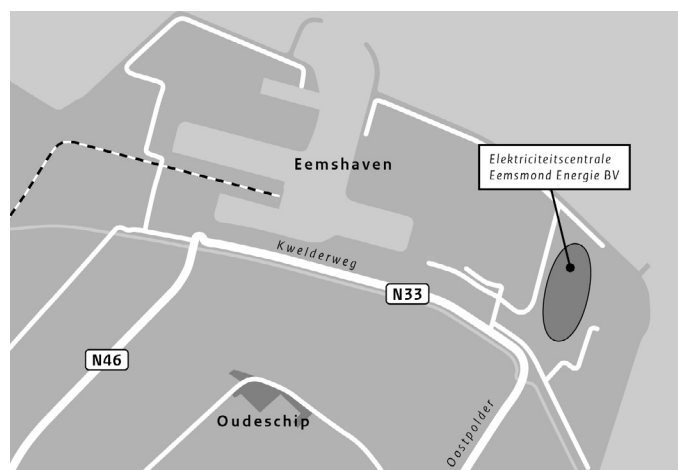 Elektriciteitscentrale
Eemsmond Energie BV
Eemshaven
Kwelderweg
N33
N46
Oudeschip
Oostpolder